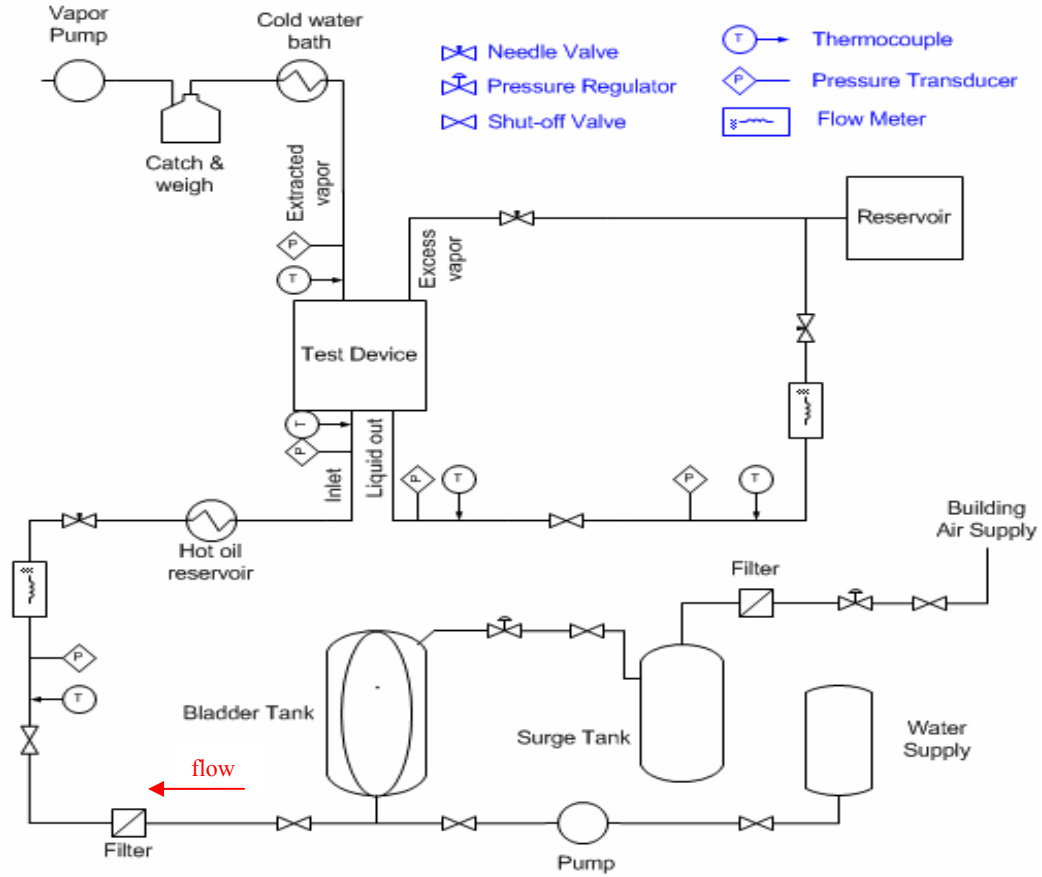 Vapor
Pump
Cold water
bath
Needle Valve
Pressure Regulator
Shut-off Valve
T
Thermocouple
P
Pressure Transducer
Flow Meter
Catch &
weigh
Extracted
vapor
P
T
Excess
vapor
Reservoir
Test Device
T
P
Inlet
Liquid out
P
T
P
T
Hot oil
reservoir
Building
Air Supply
Filter
P
T
Bladder Tank
Surge Tank
Water
Supply
flow
Filter
Pump